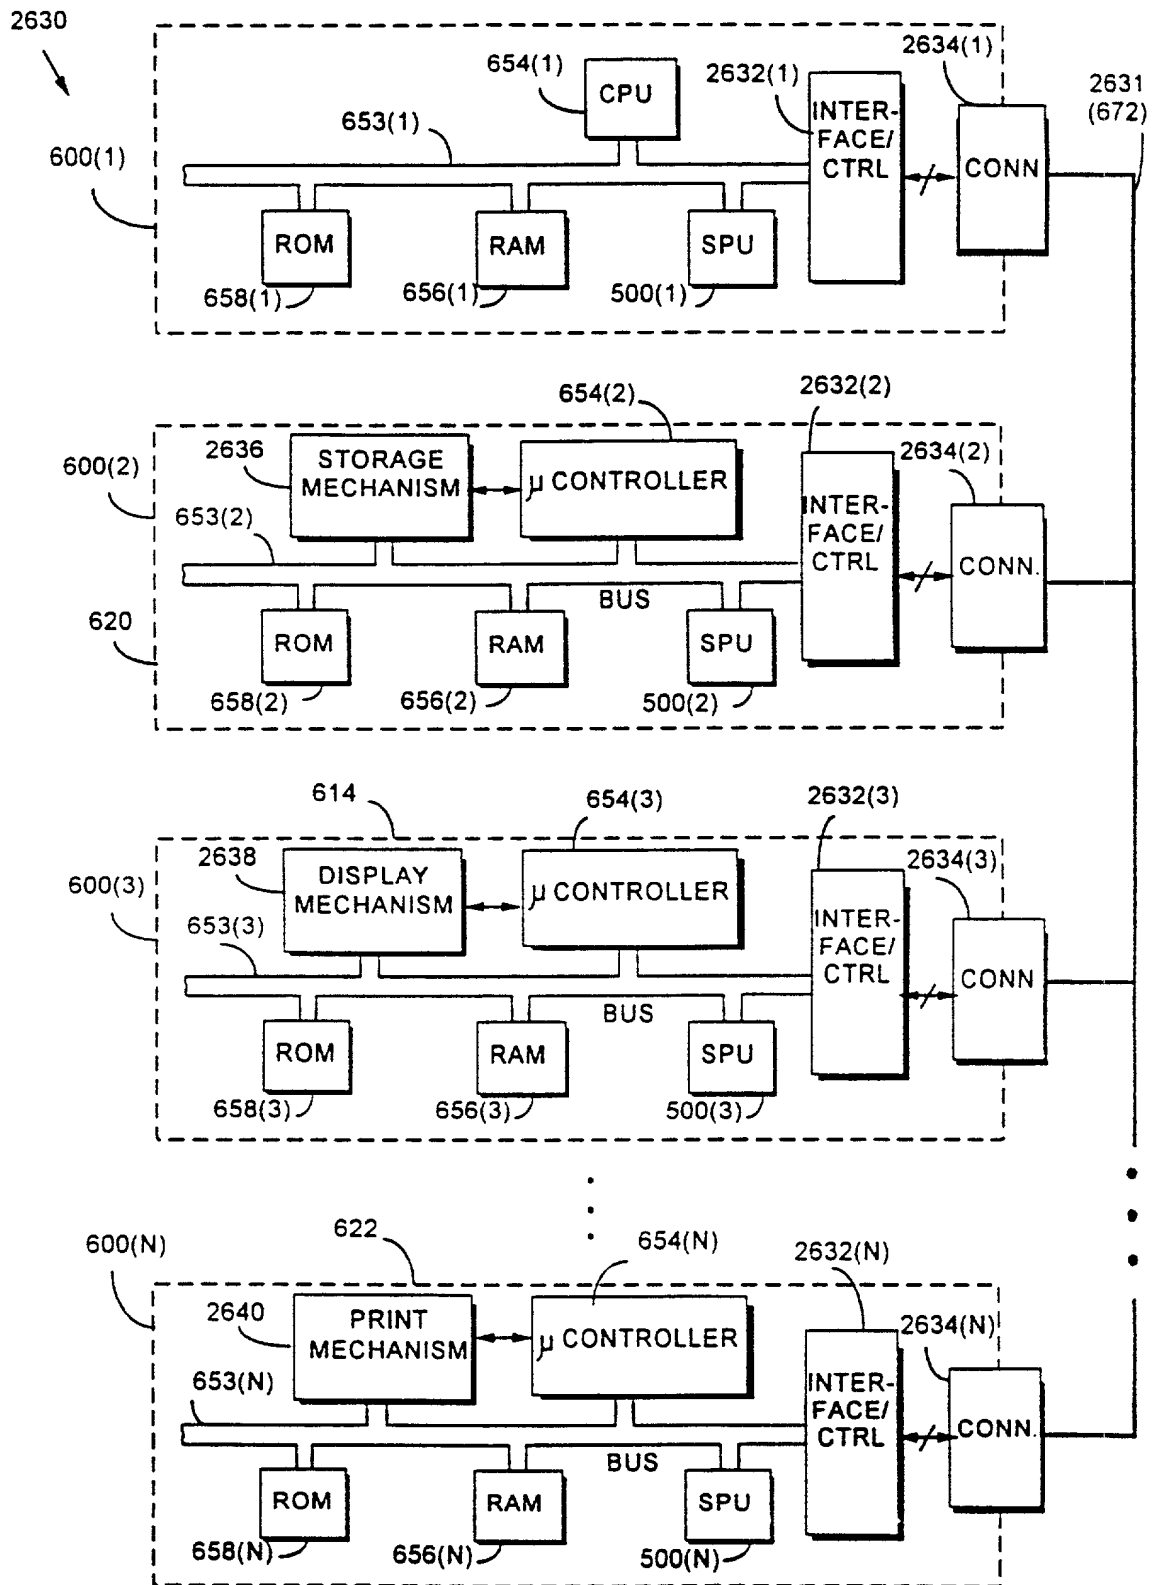 2630
2634(1)
654(1)
2632(1)
2631
(672)
CPU
INTER-
FACE/
CTRL
653(1)
600(1)
CONN
ROM
RAM
SPU
658(1)
656(1)
500(1)
2632(2)
654(2)
2636
STORAGE
MECHANISM
μ CONTROLLER
2634(2)
600(2)
INTER-
FACE/
CTRL
653(2)
CONN.
BUS
620
ROM
RAM
SPU
658(2)
656(2)
500(2)
614
654(3)
2632(3)
2638
DISPLAY
MECHANISM
μ CONTROLLER
2634(3)
600(3)
INTER-
FACE/
CTRL
653(3)
CONN
BUS
ROM
RAM
SPU
658(3)
656(3)
500(3)
622
600(N)
654(N)
2632(N)
2640
PRINT
MECHANISM
μ CONTROLLER
2634(N)
653(N)
INTER-
FACE/
CTRL
CONN.
BUS
ROM
RAM
SPU
658(N)
656(N)
500(N)